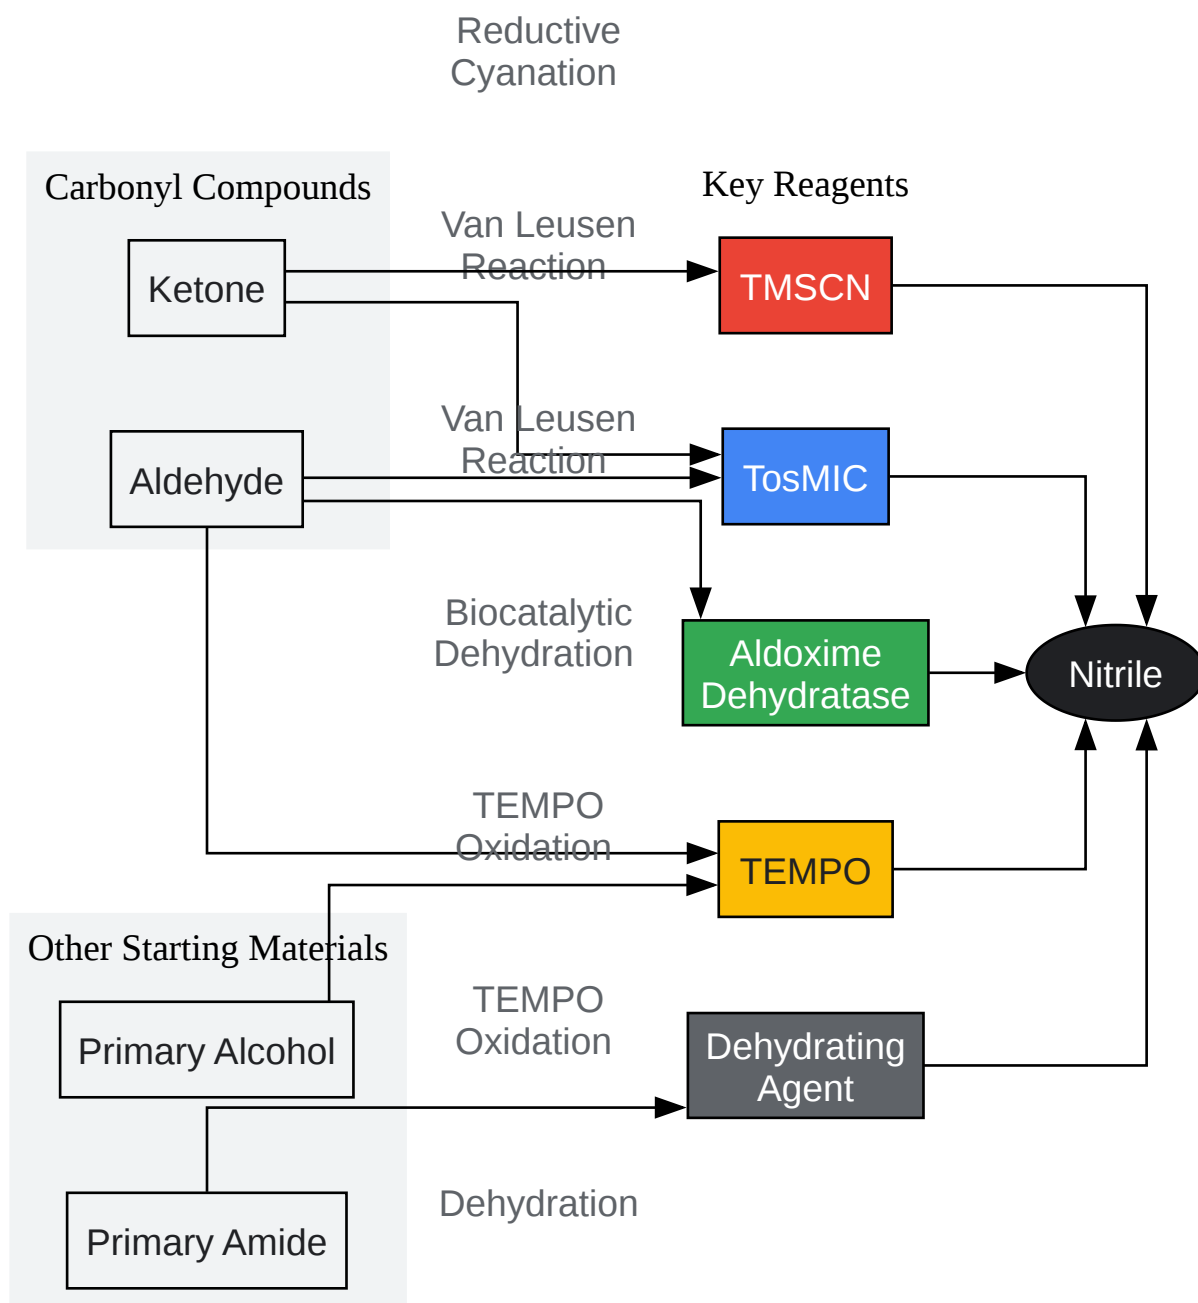 Reductive
Cyanation
Carbonyl Compounds
Key Reagents
Van Leusen
Reaction
Ketone
TMSCN
Van Leusen
Reaction
Aldehyde
TosMIC
Biocatalytic
Dehydration
Aldoxime
Dehydratase
Nitrile
TEMPO
Oxidation
TEMPO
Other Starting Materials
TEMPO
Oxidation
Primary Alcohol
Dehydrating
Agent
Dehydration
Primary Amide